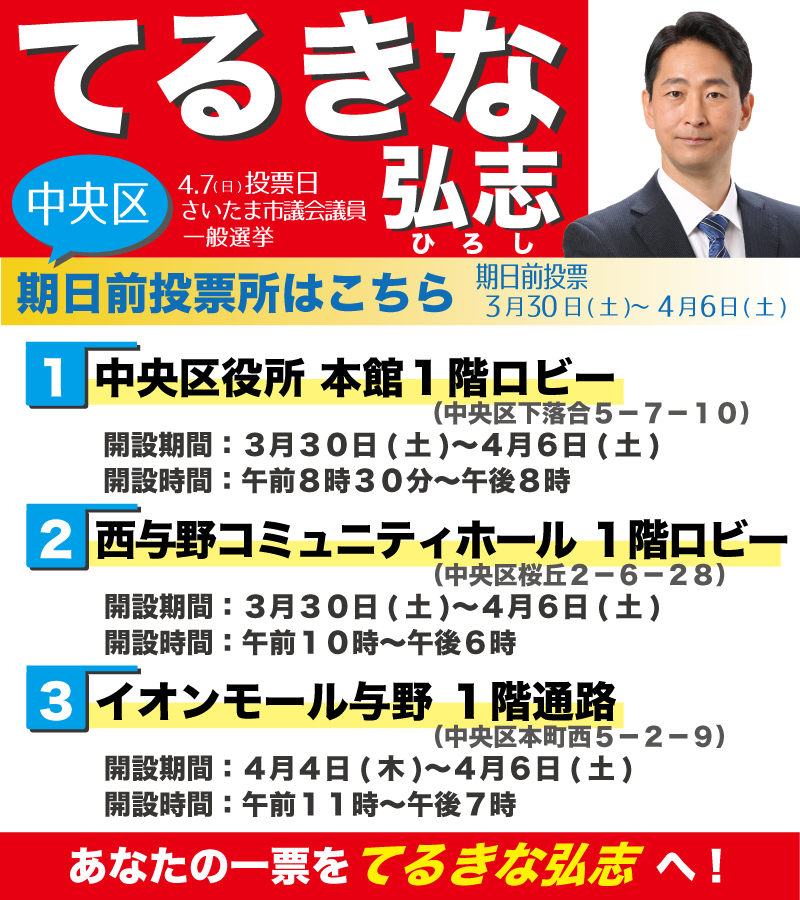 てるきな
弘志
ひろし
中央区
4.7(日)投票日
さいたま市議会議員
一般選挙
期日前投票所はこちら
期日前投票
3月30日(土)～4月6日(土)
1 中央区役所 本館１階ロビー
（中央区下落合５－７－１０）
開設期間：３月３０日(土)～４月６日(土)
開設時間：午前８時３０分～午後８時
2 西与野コミュニティホール １階ロビー
（中央区桜丘２－６－２８）
開設期間：３月３０日(土)～４月６日(土)
開設時間：午前１０時～午後６時
3 イオンモール与野 １階通路
（中央区本町西５－２－９）
開設期間：４月４日(木)～４月６日(土)
開設時間：午前１１時～午後７時
あなたの一票をてるきな弘志へ！